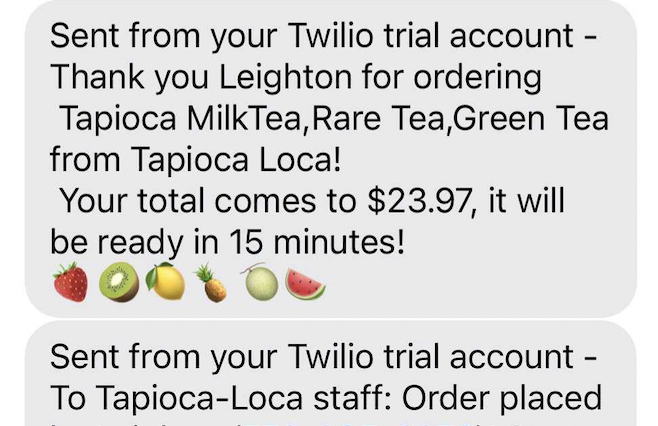 Sent from your Twilio trial account -
Thank you Leighton for ordering
Tapioca MilkTea,Rare Tea,Green Tea
from Tapioca Loca!
Your total comes to $23.97, it will
be ready in 15 minutes!
🍓🥝🍋🍍🍈🍉
Sent from your Twilio trial account -
To Tapioca-Loca staff: Order placed